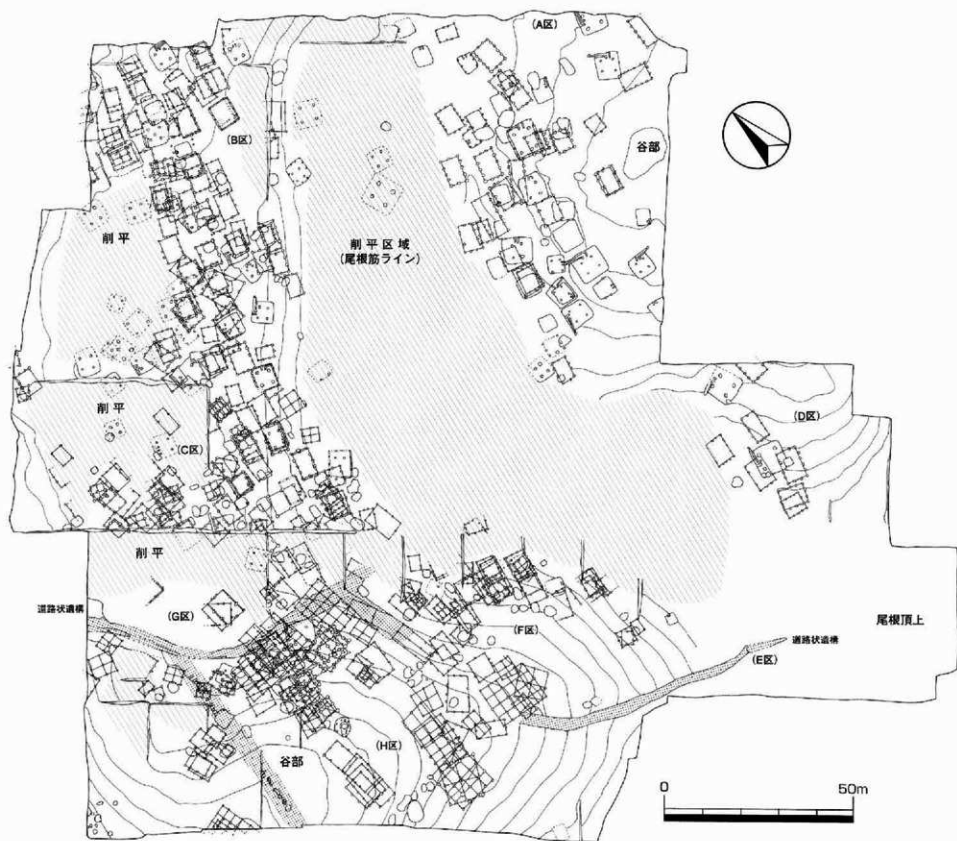 (A区)
(B区)
谷部
削平
削平区域
(尾根筋ライン)
削平
(C区)
(D区)
削平
道路状遺構
(G区)
(F区)
尾根頂上
道路状遺構
(E区)
(H区)
谷部
0 50m